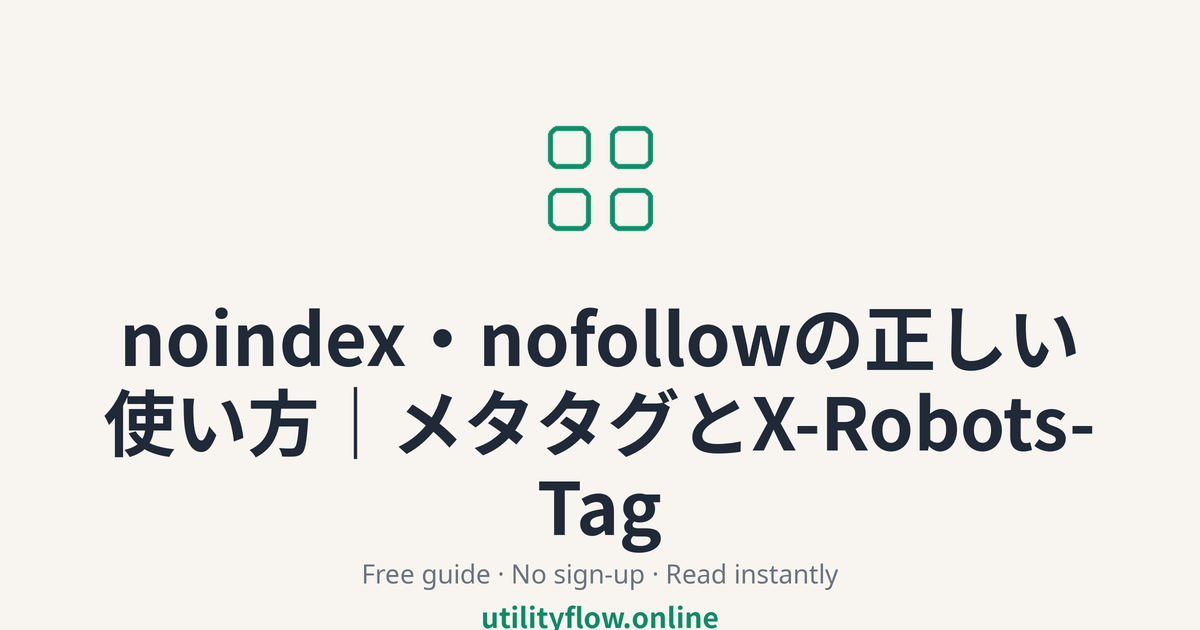 noindex・nofollowの正しい
使い方｜メタタグとX-Robots-
Tag
Free guide · No sign-up · Read instantly
utilityflow.online